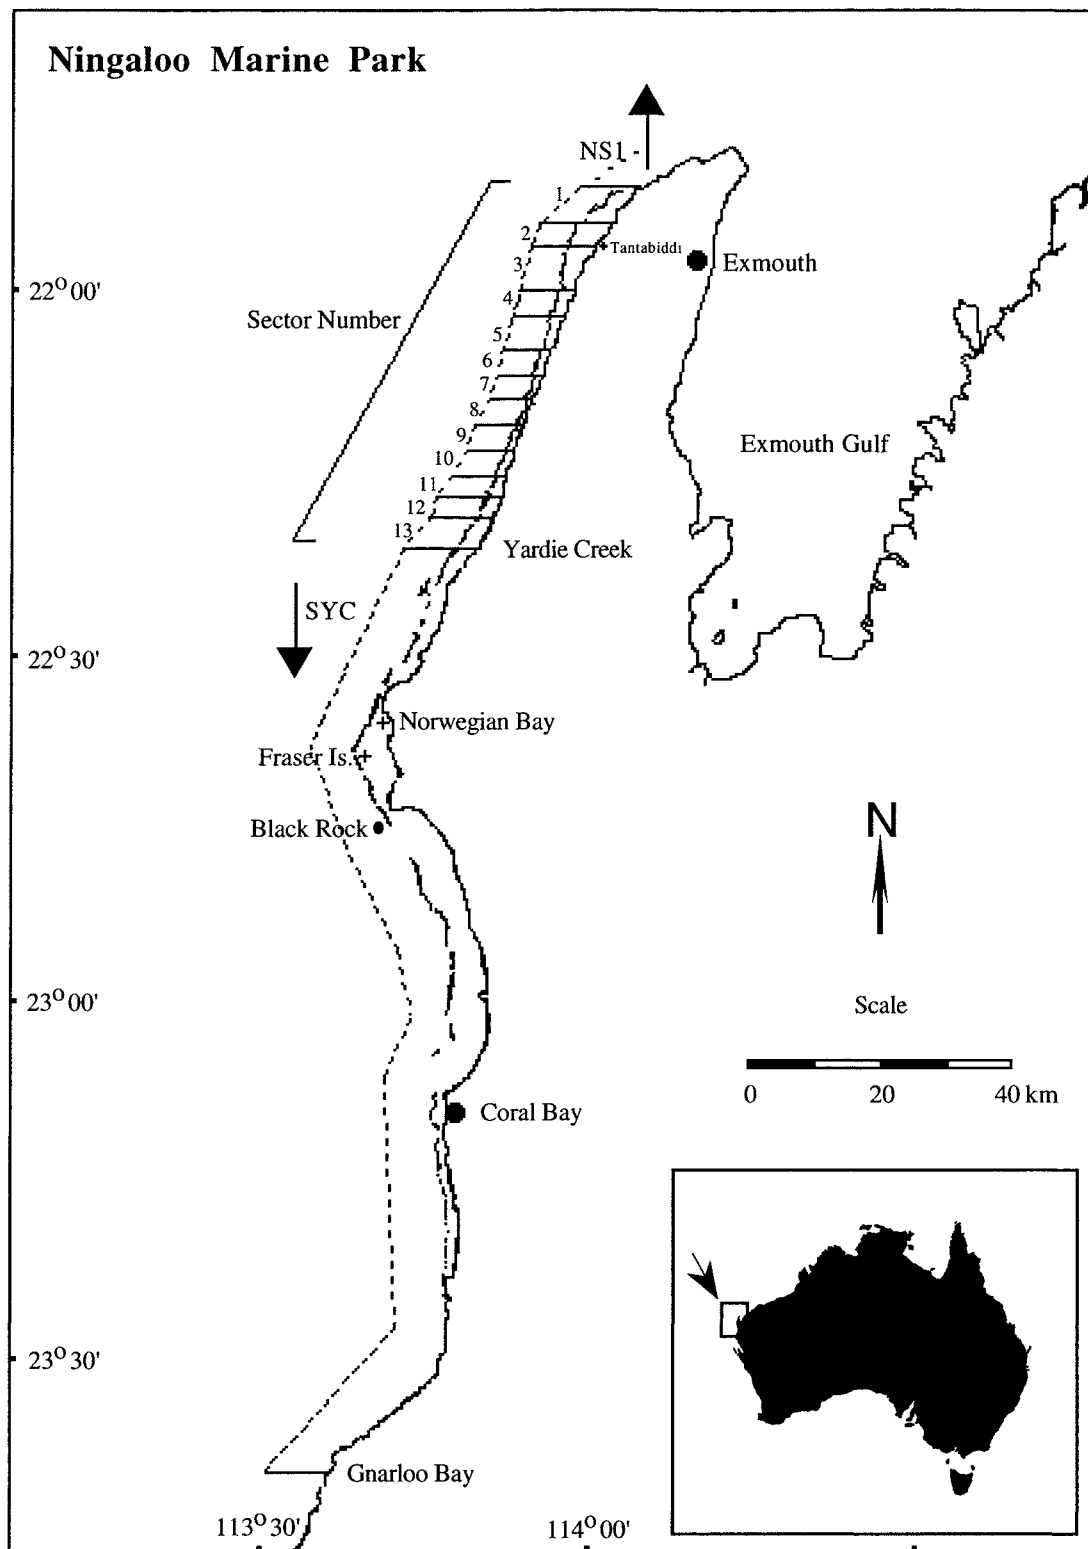 Ningaloo Marine Park
NS1
1
2
Tantabiddi
3
Exmouth
22° 00'
4
Sector Number
5
6
7
8
9
Exmouth Gulf
10
11
12
13
Yardie Creek
SYC
22° 30'
Norwegian Bay
Fraser Is.
Black Rock
N
23° 00'
Scale
0 20 40 km
Coral Bay
23° 30'
Gnarloo Bay
113° 30'
114° 00'